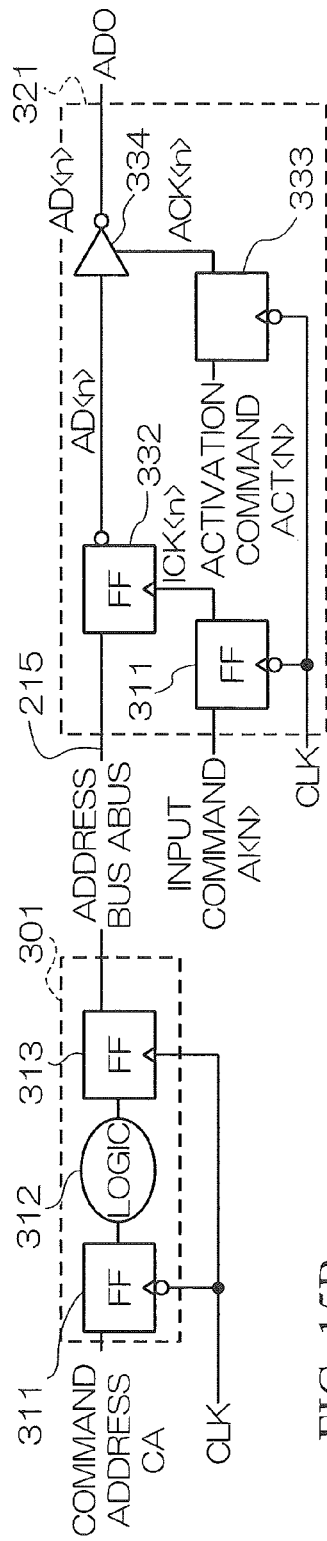 311
312
313
301
COMMAND
ADDRESS
CA
FF
LOGIC
FF
CLK
ADDRESS
BUS ABUS
215
INPUT
COMMAND
AI<N>
FF
332
AD<n>
AD<n>
334
321
ADO
ICK<n>
311
FF
ACTIVATION
COMMAND
ACT<N>
ACK<n>
333
CLK
FIG.